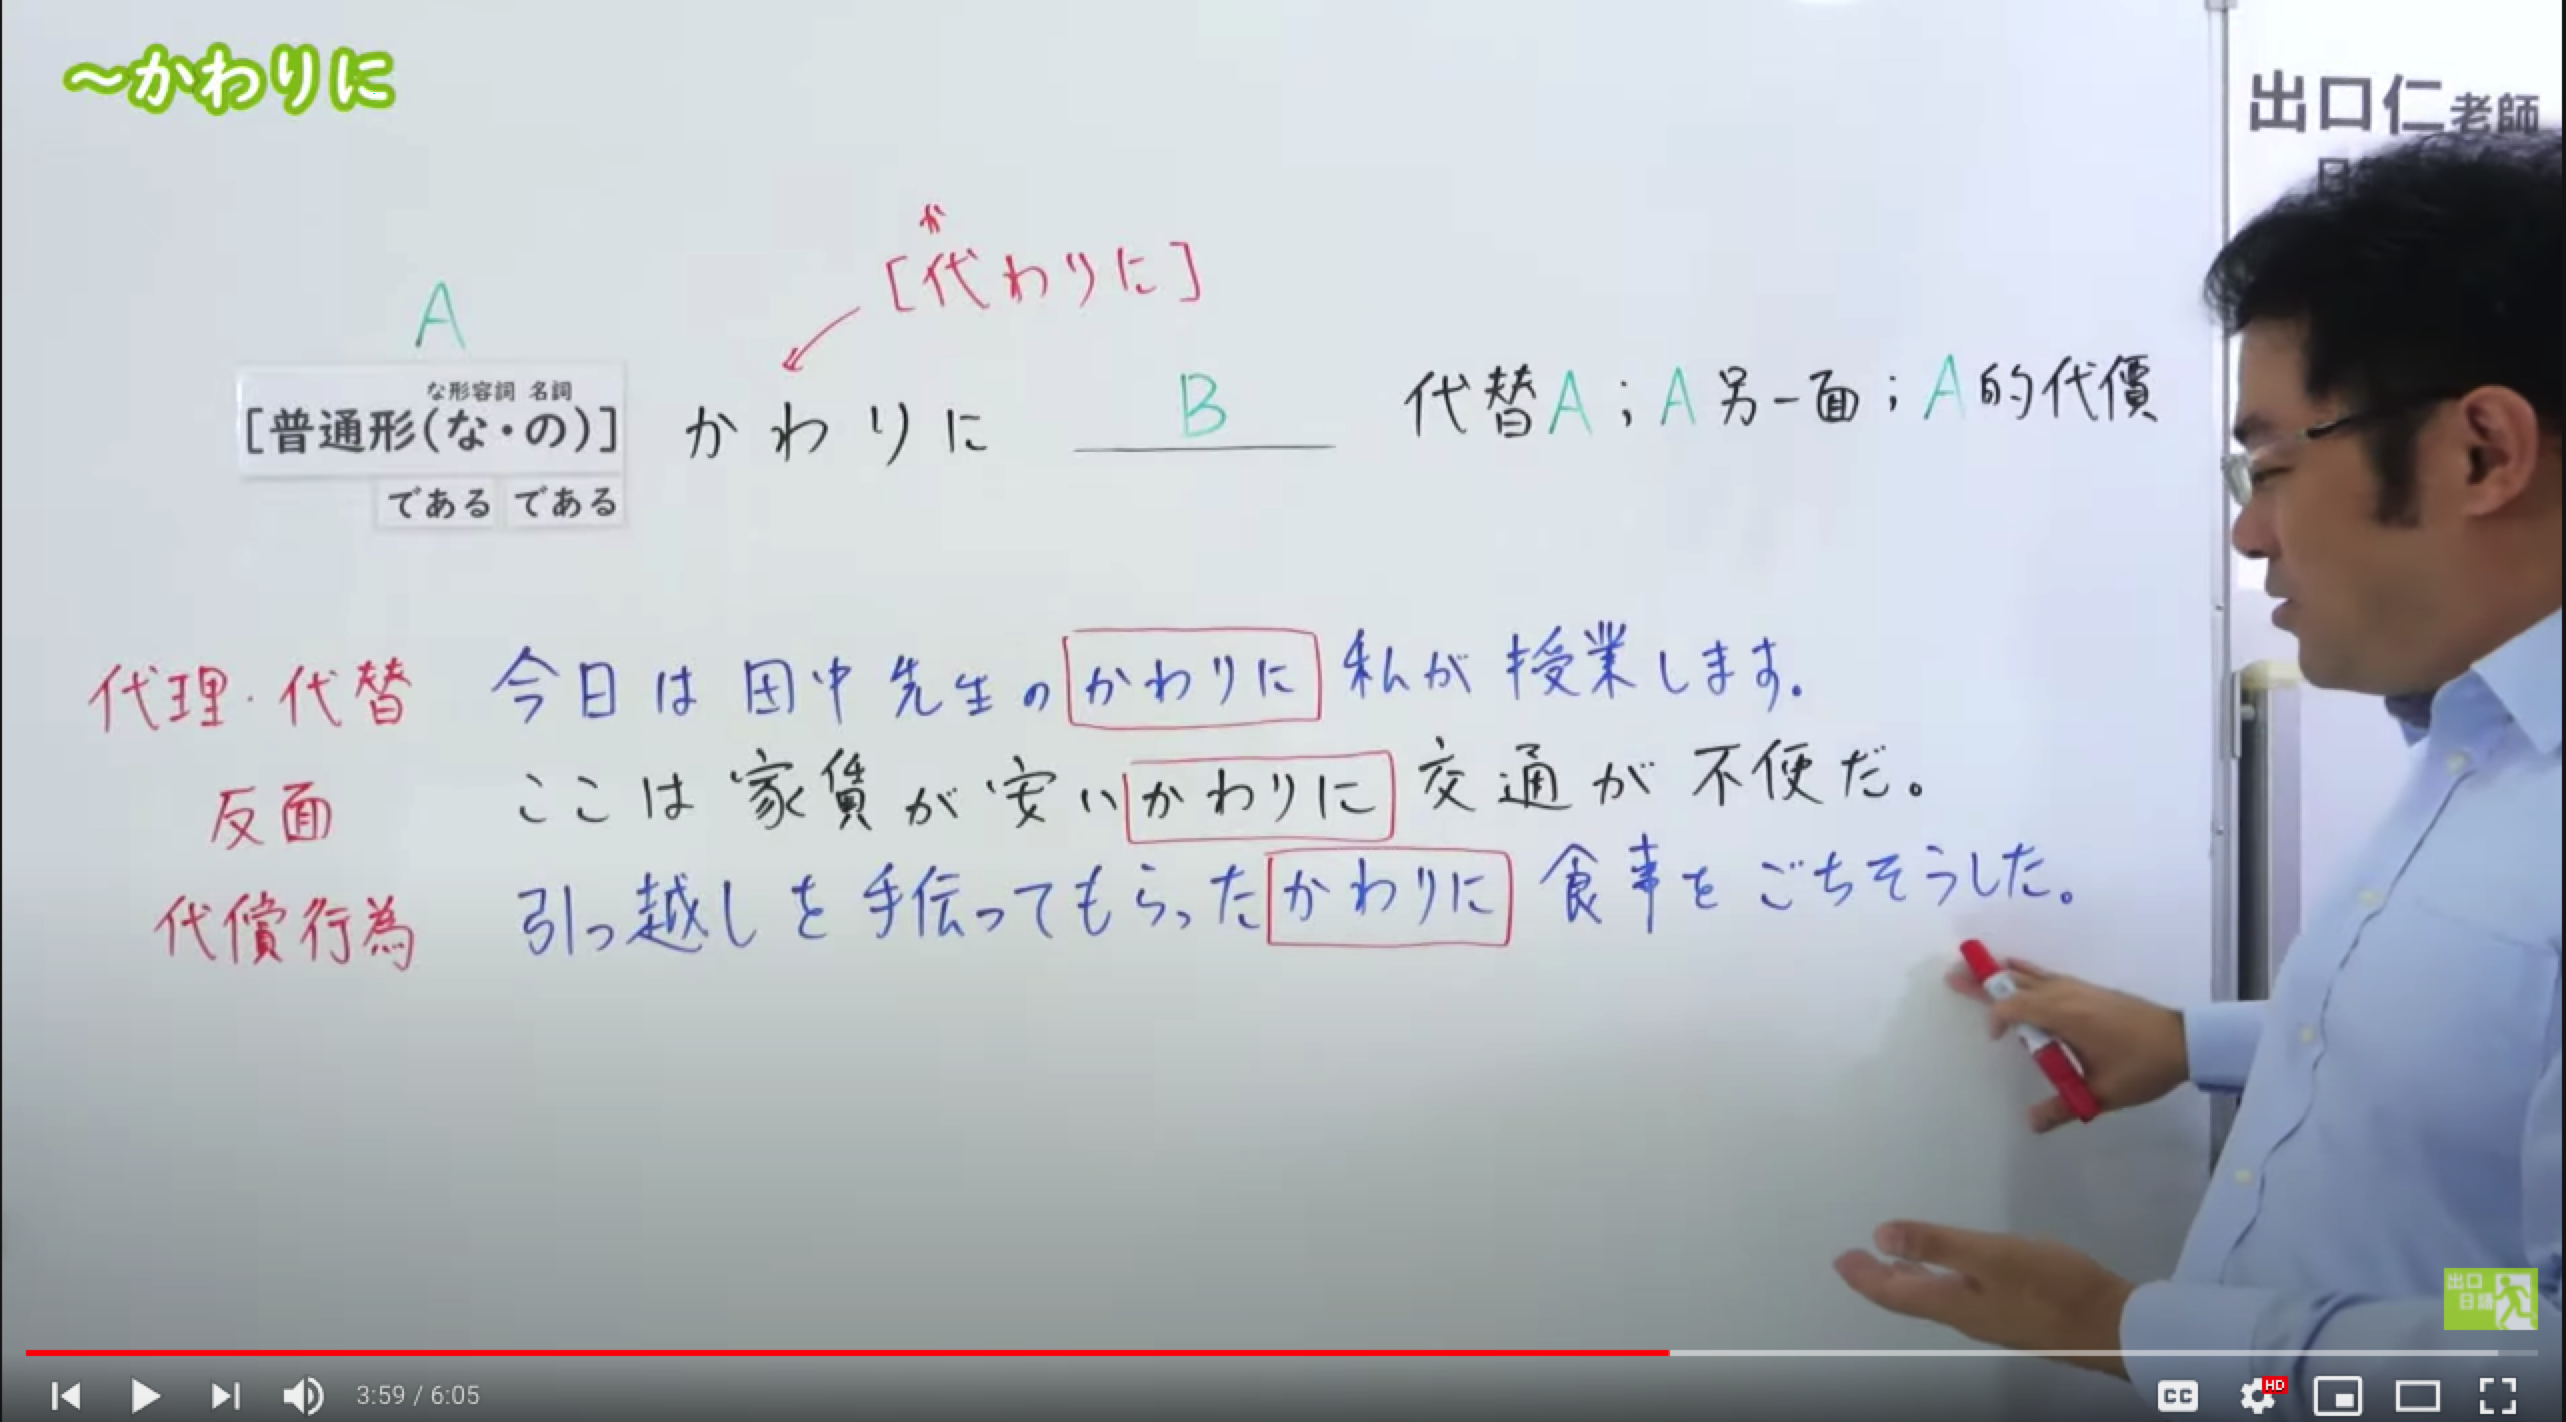 ～かわりに
出口仁老師
か
[代わりに]
A
な形容詞 名詞
[普通形(な・の)] かわりに B 代替A；A另一面；A的代價
である である
代理・代替 今日は田中先生のかわりに私が授業します。
反面 ここは家賃が安いかわりに交通が不便だ。
代償行為 引っ越しを手伝ってもらったかわりに食事をごちそうした。
出口
日語
3:59 / 6:05
CC
HD